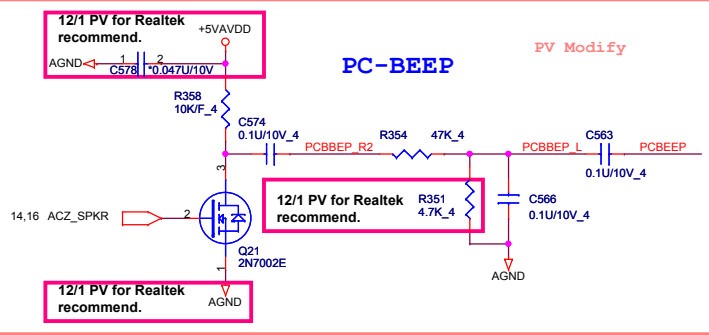 12/1 PV for Realtek
recommend.
+5VAVDD
AGND
1
2
C578
*0.047U/10V
PC-BEEP
PV Modify
R358
10K/F_4
C574
0.1U/10V_4
PCBBEP_R2
R354
47K_4
PCBBEP_L
C563
0.1U/10V_4
PCBEEP
3
12/1 PV for Realtek
recommend.
R351
4.7K_4
C566
0.1U/10V_4
14,16 ACZ_SPKR
2
Q21
2N7002E
1
AGND
AGND
12/1 PV for Realtek
recommend.